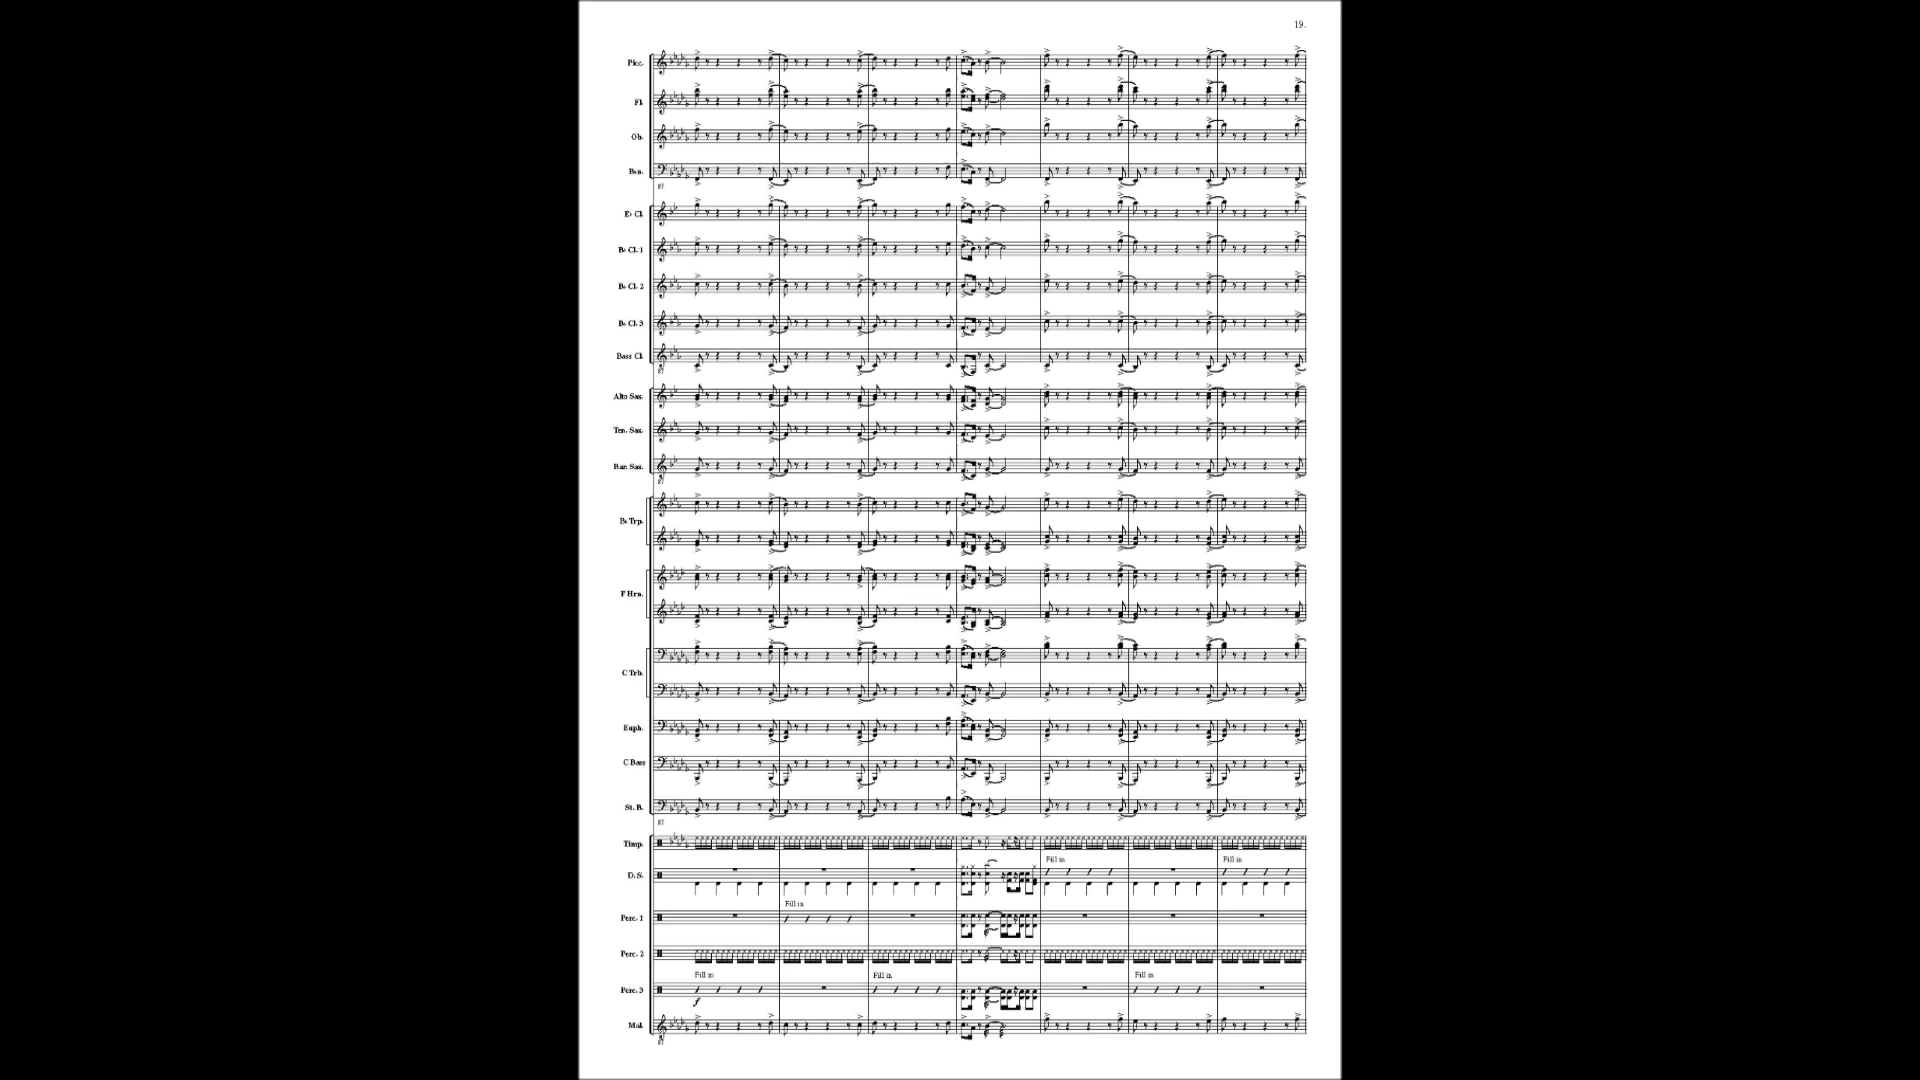 19.
Picc.
Fl.
Ob.
Bsn.
87
E♭ Cl.
B♭ Cl. 1
B♭ Cl. 2
B♭ Cl. 3
Bass Cl.
87
Alto Sax.
Ten. Sax.
Bar. Sax.
87
B♭ Trp.
F Hrn.
C Trb.
Euph.
C Bass
St. B.
87
Timp.
Fill in Fill in
D. S.
Fill in
Perc. 1
Perc. 2
Fill in Fill in Fill in
Perc. 3
f
Mal.
87